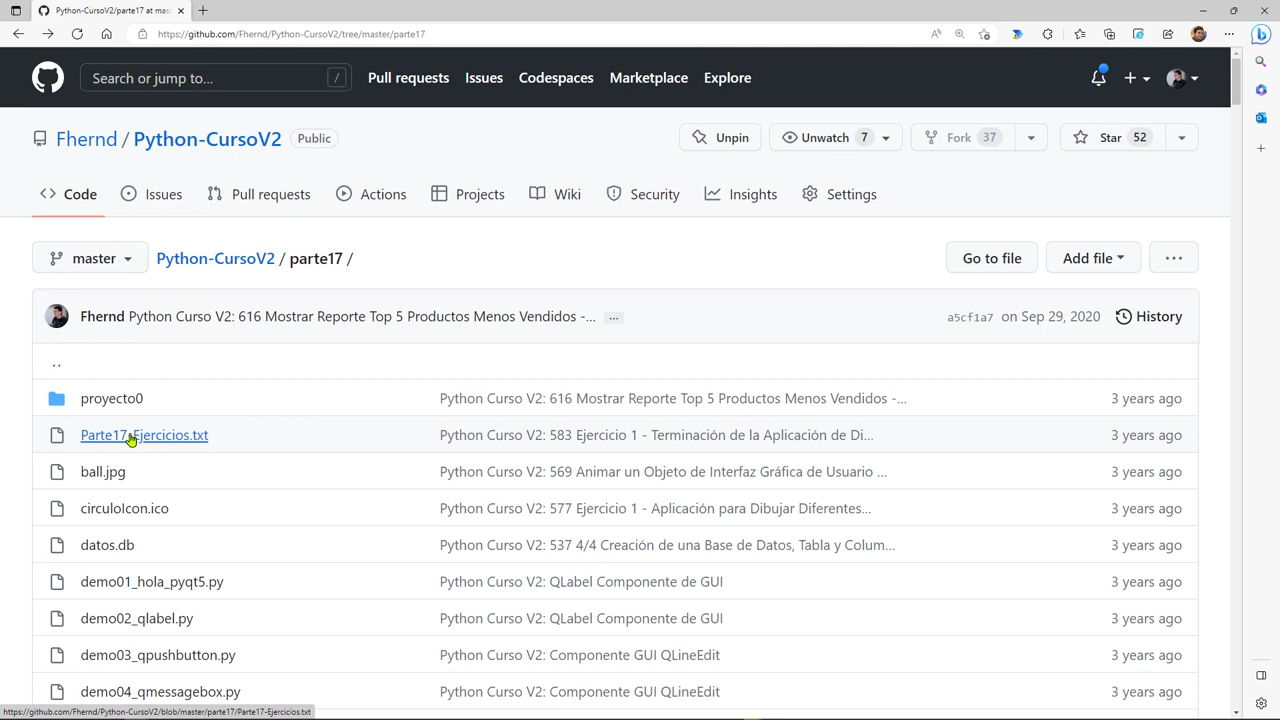 Python-CursoV2/parte17 at mas
https://github.com/Fhernd/Python-CursoV2/tree/master/parte17
Search or jump to... /
Pull requests Issues Codespaces Marketplace Explore
Fhernd / Python-CursoV2 Public
Unpin Unwatch 7 Fork 37 Star 52
Code Issues Pull requests Actions Projects Wiki Security Insights Settings
master Python-CursoV2 / parte17 / Go to file Add file ...
Fhernd Python Curso V2: 616 Mostrar Reporte Top 5 Productos Menos Vendidos -... ... a5cf1a7 on Sep 29, 2020 History
..
proyecto0 Python Curso V2: 616 Mostrar Reporte Top 5 Productos Menos Vendidos -... 3 years ago
Parte17-Ejercicios.txt Python Curso V2: 583 Ejercicio 1 - Terminación de la Aplicación de Di... 3 years ago
ball.jpg Python Curso V2: 569 Animar un Objeto de Interfaz Gráfica de Usuario ... 3 years ago
circuloIcon.ico Python Curso V2: 577 Ejercicio 1 - Aplicación para Dibujar Diferentes... 3 years ago
datos.db Python Curso V2: 537 4/4 Creación de una Base de Datos, Tabla y Colum... 3 years ago
demo01_hola_pyqt5.py Python Curso V2: QLabel Componente de GUI 3 years ago
demo02_qlabel.py Python Curso V2: QLabel Componente de GUI 3 years ago
demo03_qpushbutton.py Python Curso V2: Componente GUI QLineEdit 3 years ago
demo04_qmessagebox.py Python Curso V2: Componente GUI QLineEdit 3 years ago
https://github.com/Fhernd/Python-CursoV2/blob/master/parte17/Parte17-Ejercicios.txt